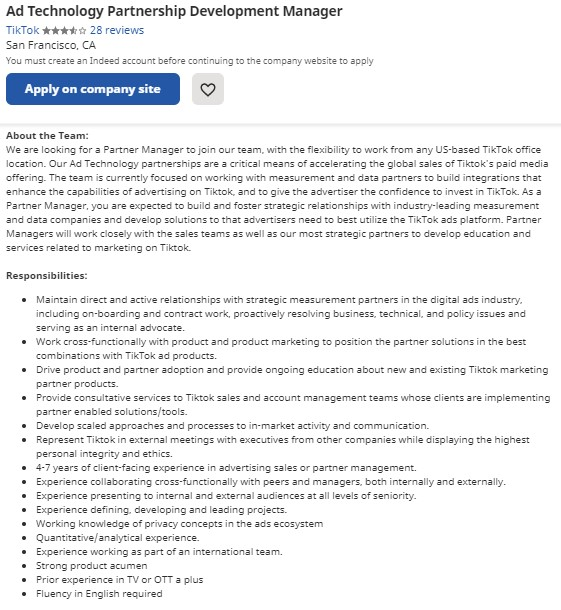 Ad Technology Partnership Development Manager
TikTok 28 reviews
San Francisco, CA
You must create an Indeed account before continuing to the company website to apply
Apply on company site
About the Team:
We are looking for a Partner Manager to join our team, with the flexibility to work from any US-based TikTok office
location. Our Ad Technology partnerships are a critical means of accelerating the global sales of Tiktok's paid media
offering. The team is currently focused on working with measurement and data partners to build integrations that
enhance the capabilities of advertising on Tiktok, and to give the advertiser the confidence to invest in TikTok. As a
Partner Manager, you are expected to build and foster strategic relationships with industry-leading measurement
and data companies and develop solutions to that advertisers need to best utilize the TikTok ads platform. Partner
Managers will work closely with the sales teams as well as our most strategic partners to develop education and
services related to marketing on Tiktok.
Responsibilities:
• Maintain direct and active relationships with strategic measurement partners in the digital ads industry,
including on-boarding and contract work, proactively resolving business, technical, and policy issues and
serving as an internal advocate.
• Work cross-functionally with product and product marketing to position the partner solutions in the best
combinations with TikTok ad products.
• Drive product and partner adoption and provide ongoing education about new and existing Tiktok marketing
partner products.
• Provide consultative services to Tiktok sales and account management teams whose clients are implementing
partner enabled solutions/tools.
• Develop scaled approaches and processes to in-market activity and communication.
• Represent Tiktok in external meetings with executives from other companies while displaying the highest
personal integrity and ethics.
• 4-7 years of client-facing experience in advertising sales or partner management.
• Experience collaborating cross-functionally with peers and managers, both internally and externally.
• Experience presenting to internal and external audiences at all levels of seniority.
• Experience defining, developing and leading projects.
• Working knowledge of privacy concepts in the ads ecosystem
• Quantitative/analytical experience.
• Experience working as part of an international team.
• Strong product acumen
• Prior experience in TV or OTT a plus
• Fluency in English required